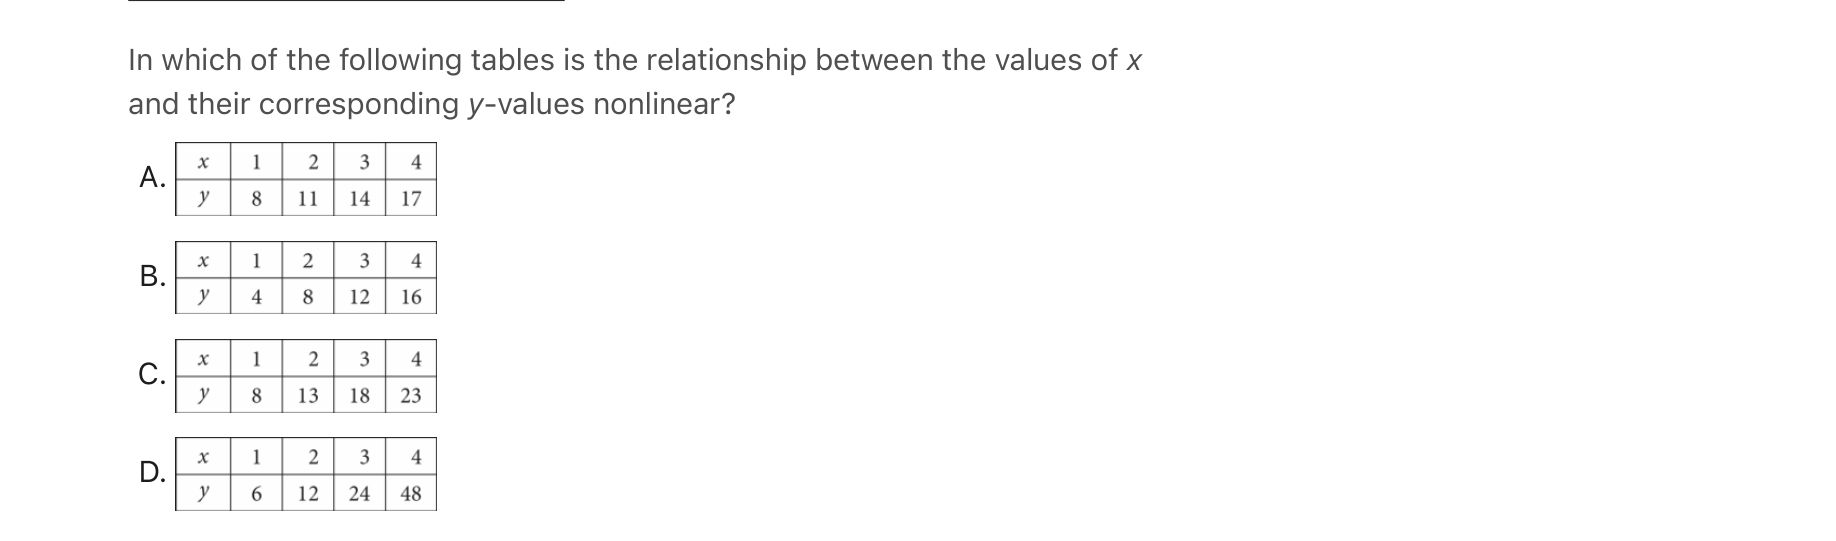 In which of the following tables is the relationship between the values of x
and their corresponding y-values nonlinear?
A.
x 1 2 3 4
y 8 11 14 17
B.
x 1 2 3 4
y 4 8 12 16
C.
x 1 2 3 4
y 8 13 18 23
D.
x 1 2 3 4
y 6 12 24 48